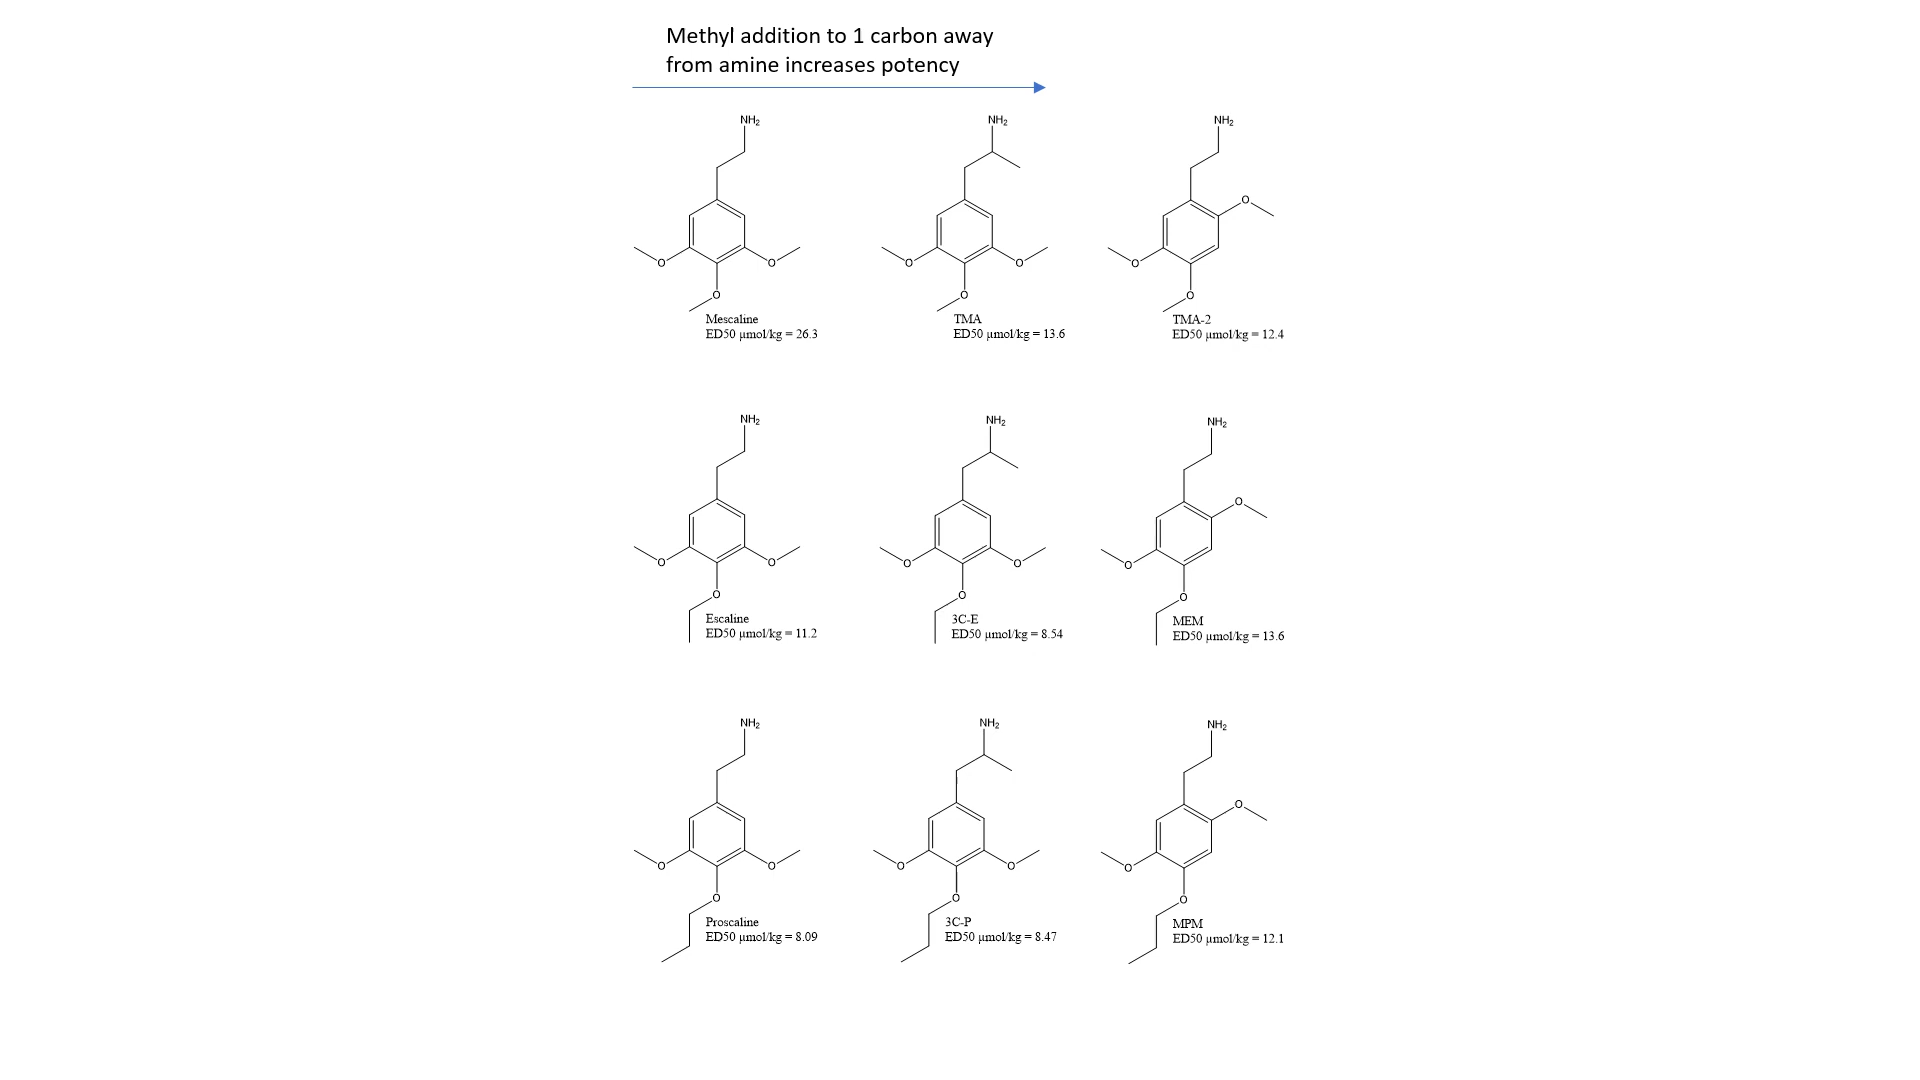 Methyl addition to 1 carbon away
from amine increases potency
NH₂
NH₂
NH₂
O
O
O
O
O
O
O
O
O
Mescaline
ED50 µmol/kg = 26.3
TMA
ED50 µmol/kg = 13.6
TMA-2
ED50 µmol/kg = 12.4
NH₂
NH₂
NH₂
O
O
O
O
O
O
O
O
O
Escaline
ED50 µmol/kg = 11.2
3C-E
ED50 µmol/kg = 8.54
MEM
ED50 µmol/kg = 13.6
NH₂
NH₂
NH₂
O
O
O
O
O
O
O
O
O
Proscaline
ED50 µmol/kg = 8.09
3C-P
ED50 µmol/kg = 8.47
MPM
ED50 µmol/kg = 12.1